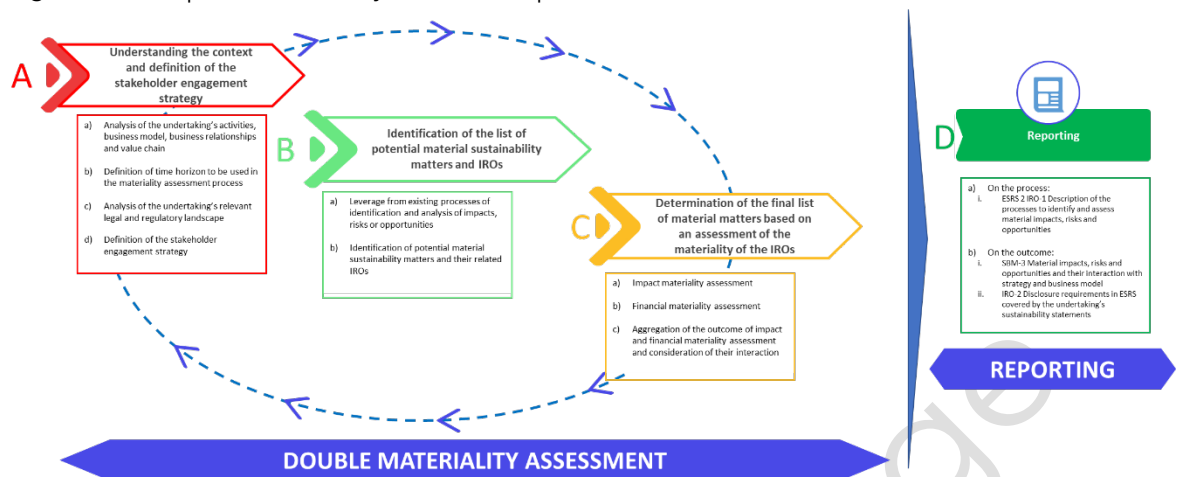 A
Understanding the context
and definition of the
stakeholder engagement
strategy
a) Analysis of the undertaking's activities,
business model, business relationships
and value chain
b) Definition of time horizon to be used in
the materiality assessment process
c) Analysis of the undertaking's relevant
legal and regulatory landscape
d) Definition of the stakeholder
engagement strategy
B
Identification of the list of
potential material sustainability
matters and IROs
a) Leverage from existing processes of
identification and analysis of impacts,
risks or opportunities
b) Identification of potential material
sustainability matters and their related
IROs
C
Determination of the final list
of material matters based on
an assessment of the
materiality of the IROs
a) Impact materiality assessment
b) Financial materiality assessment
c) Aggregation of the outcome of impact
and financial materiality assessment
and consideration of their interaction
DOUBLE MATERIALITY ASSESSMENT
D
Reporting
a) On the process:
i. ESRS 2 IRO-1 Description of the
processes to identify and assess
material impacts, risks and
opportunities
b) On the outcome:
i. SBM-3 Material impacts, risks and
opportunities and their interaction with
strategy and business model
ii. IRO-2 Disclosure requirements in ESRS
covered by the undertaking's
sustainability statements
REPORTING